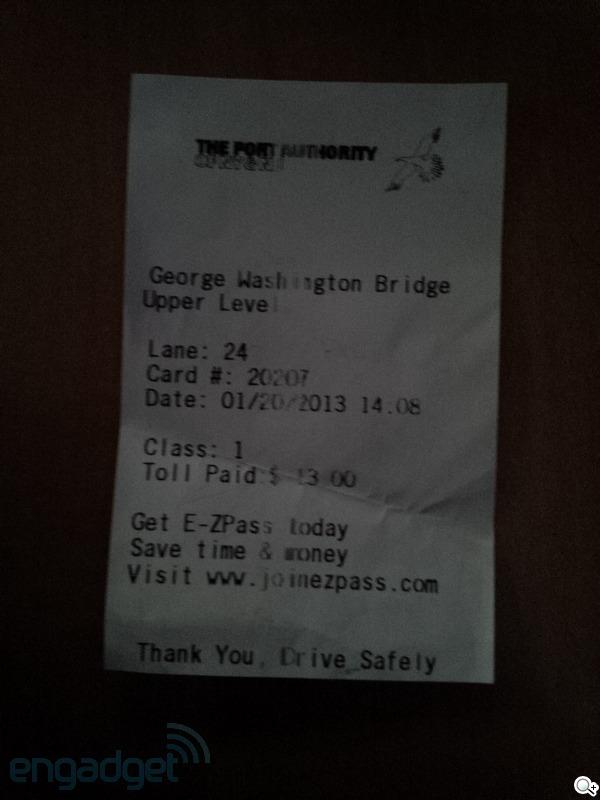 THE PORT AUTHORITY
George Washington Bridge
Upper Level
Lane: 24
Card #: 20207
Date: 01/20/2013 14:08
Class: 1
Toll Paid:$ 13.00
Get E-ZPass today
Save time & money
Visit www.joinezpass.com
Thank You, Drive Safely
engadget